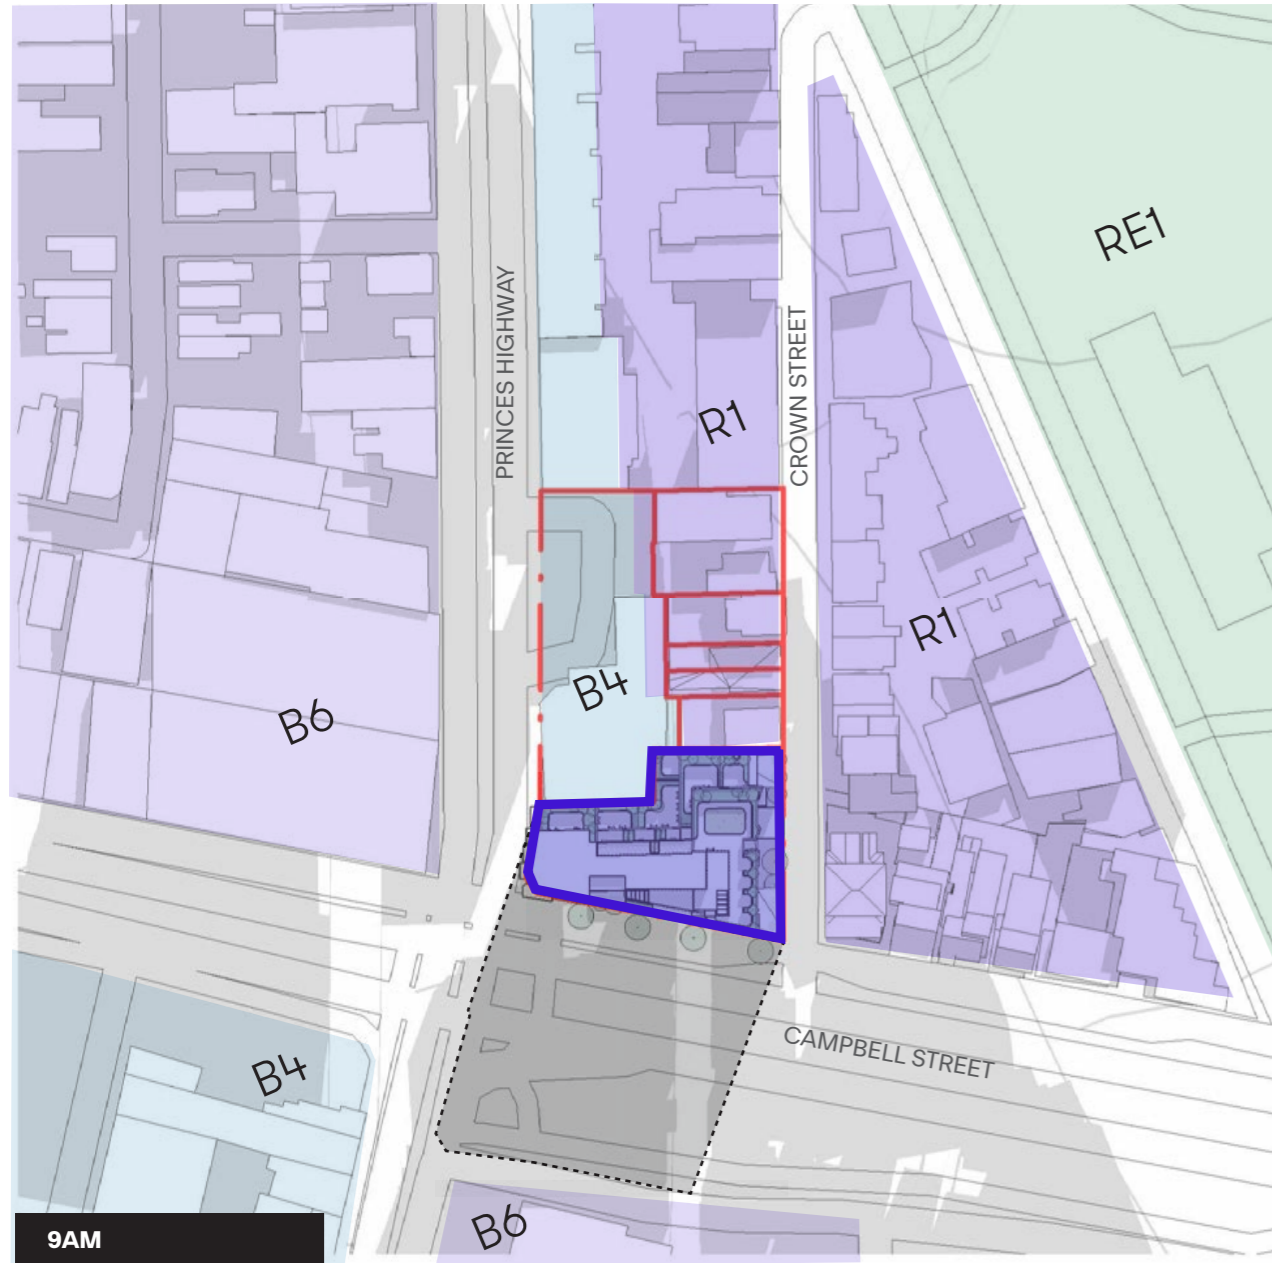 RE1
PRINCES HIGHWAY
CROWN STREET
R1
R1
B4
B6
CAMPBELL STREET
B4
B6
9AM